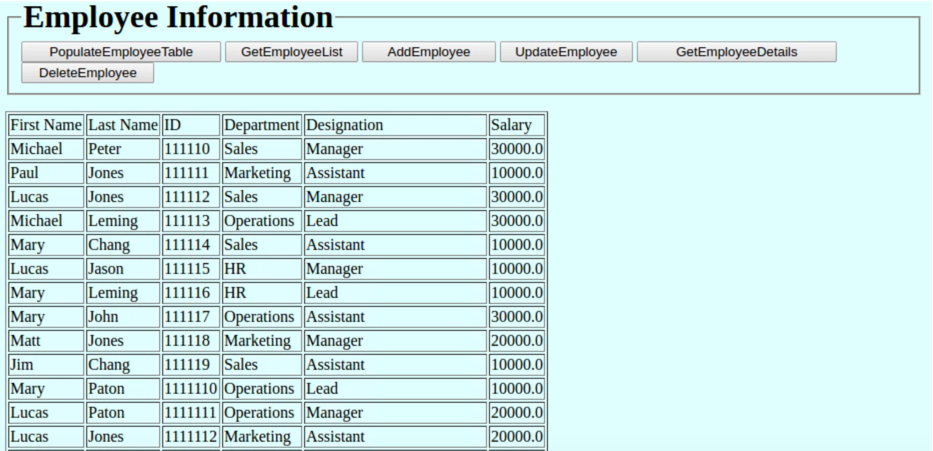 Employee Information
PopulateEmployeeTable GetEmployeeList AddEmployee UpdateEmployee GetEmployeeDetails
DeleteEmployee
First Name Last Name ID Department Designation Salary
Michael Peter 111110 Sales Manager 30000.0
Paul Jones 111111 Marketing Assistant 10000.0
Lucas Jones 111112 Sales Manager 30000.0
Michael Leming 111113 Operations Lead 30000.0
Mary Chang 111114 Sales Assistant 10000.0
Lucas Jason 111115 HR Manager 10000.0
Mary Leming 111116 HR Lead 10000.0
Mary John 111117 Operations Assistant 30000.0
Matt Jones 111118 Marketing Manager 20000.0
Jim Chang 111119 Sales Assistant 10000.0
Mary Paton 1111110 Operations Lead 10000.0
Lucas Paton 1111111 Operations Manager 20000.0
Lucas Jones 1111112 Marketing Assistant 20000.0